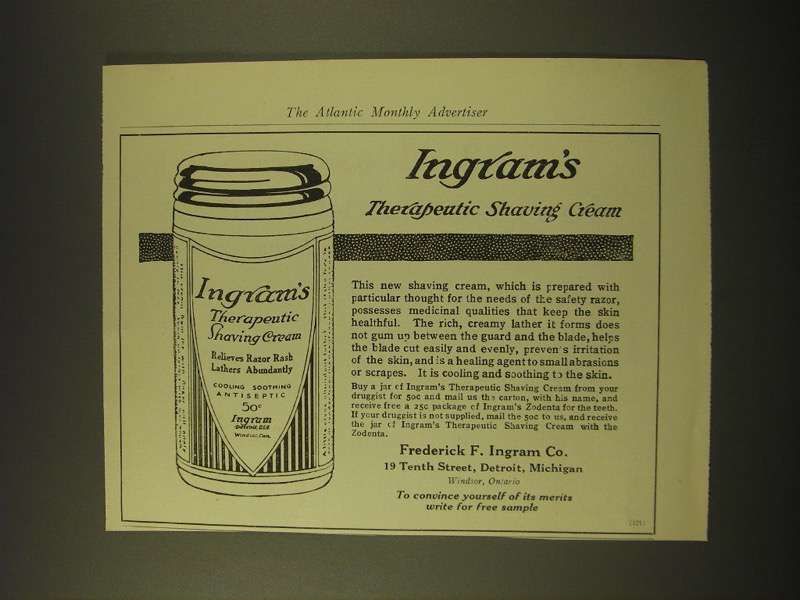 The Atlantic Monthly Advertiser
Ingram's
Therapeutic Shaving Cream
Ingram's
Therapeutic
Shaving Cream
Relieves Razor Rash
Lathers Abundantly
COOLING SOOTHING
ANTISEPTIC
50c
Ingram
Detroit, U.S.A.
Windsor, Can.
This new shaving cream, which is prepared with
particular thought for the needs of the safety razor,
possesses medicinal qualities that keep the skin
healthful. The rich, creamy lather it forms does
not gum up between the guard and the blade, helps
the blade cut easily and evenly, prevents irritation
of the skin, and is a healing agent to small abrasions
or scrapes. It is cooling and soothing to the skin.
Buy a jar of Ingram's Therapeutic Shaving Cream from your
druggist for 50c and mail us the carton, with his name, and
receive free a 25c package of Ingram's Zodenta for the teeth.
If your druggist is not supplied, mail the 50c to us, and receive
the jar of Ingram's Therapeutic Shaving Cream with the
Zodenta.
Frederick F. Ingram Co.
19 Tenth Street, Detroit, Michigan
Windsor, Ontario
To convince yourself of its merits
write for free sample